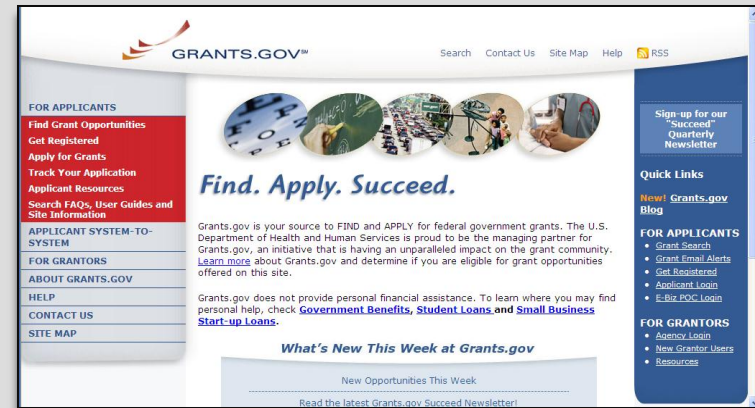 GRANTS.GOV℠
Search Contact Us Site Map Help RSS
FOR APPLICANTS
Find Grant Opportunities
Get Registered
Apply for Grants
Track Your Application
Applicant Resources
Search FAQs, User Guides and
Site Information
APPLICANT SYSTEM-TO-
SYSTEM
FOR GRANTORS
ABOUT GRANTS.GOV
HELP
CONTACT US
SITE MAP
Find. Apply. Succeed.
Grants.gov is your source to FIND and APPLY for federal government grants. The U.S.
Department of Health and Human Services is proud to be the managing partner for
Grants.gov, an initiative that is having an unparalleled impact on the grant community.
Learn more about Grants.gov and determine if you are eligible for grant opportunities
offered on this site.
Grants.gov does not provide personal financial assistance. To learn where you may find
personal help, check Government Benefits, Student Loans and Small Business
Start-up Loans.
What's New This Week at Grants.gov
New Opportunities This Week
Read the latest Grants.gov Succeed Newsletter!
Sign-up for our
"Succeed"
Quarterly
Newsletter
Quick Links
New! Grants.gov
Blog
FOR APPLICANTS
• Grant Search
• Grant Email Alerts
• Get Registered
• Applicant Login
• E-Biz POC Login
FOR GRANTORS
• Agency Login
• New Grantor Users
• Resources